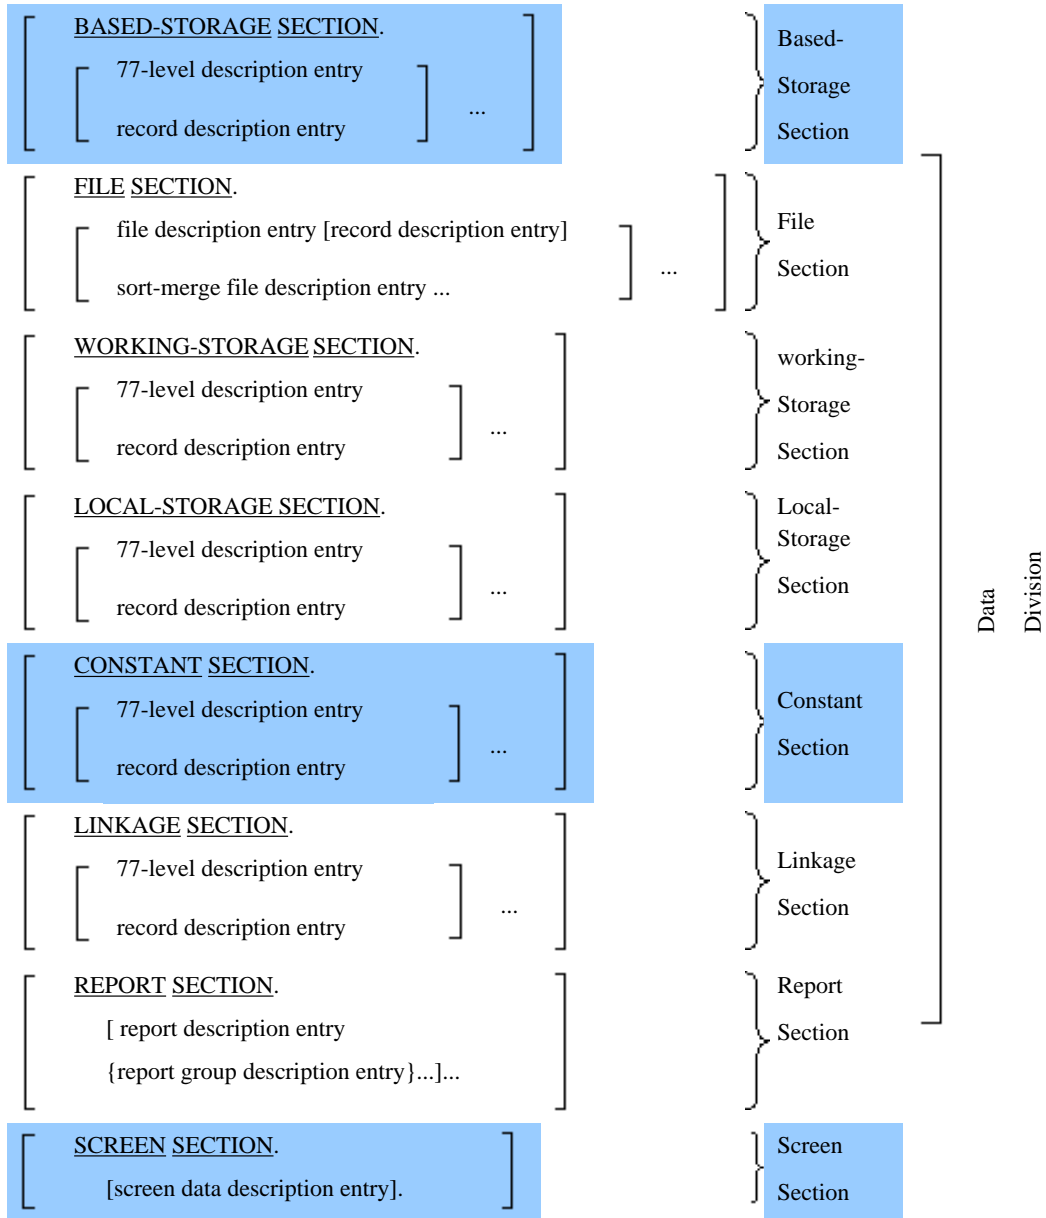 BASED-STORAGE SECTION.
77-level description entry
record description entry
...
Based-
Storage
Section
FILE SECTION.
file description entry [record description entry]
sort-merge file description entry ...
...
File
Section
WORKING-STORAGE SECTION.
77-level description entry
record description entry
...
working-
Storage
Section
LOCAL-STORAGE SECTION.
77-level description entry
record description entry
...
Local-
Storage
Section
CONSTANT SECTION.
77-level description entry
record description entry
...
Constant
Section
LINKAGE SECTION.
77-level description entry
record description entry
...
Linkage
Section
REPORT SECTION.
[ report description entry
{report group description entry}...]...
Report
Section
SCREEN SECTION.
[screen data description entry].
Screen
Section
Data
Division